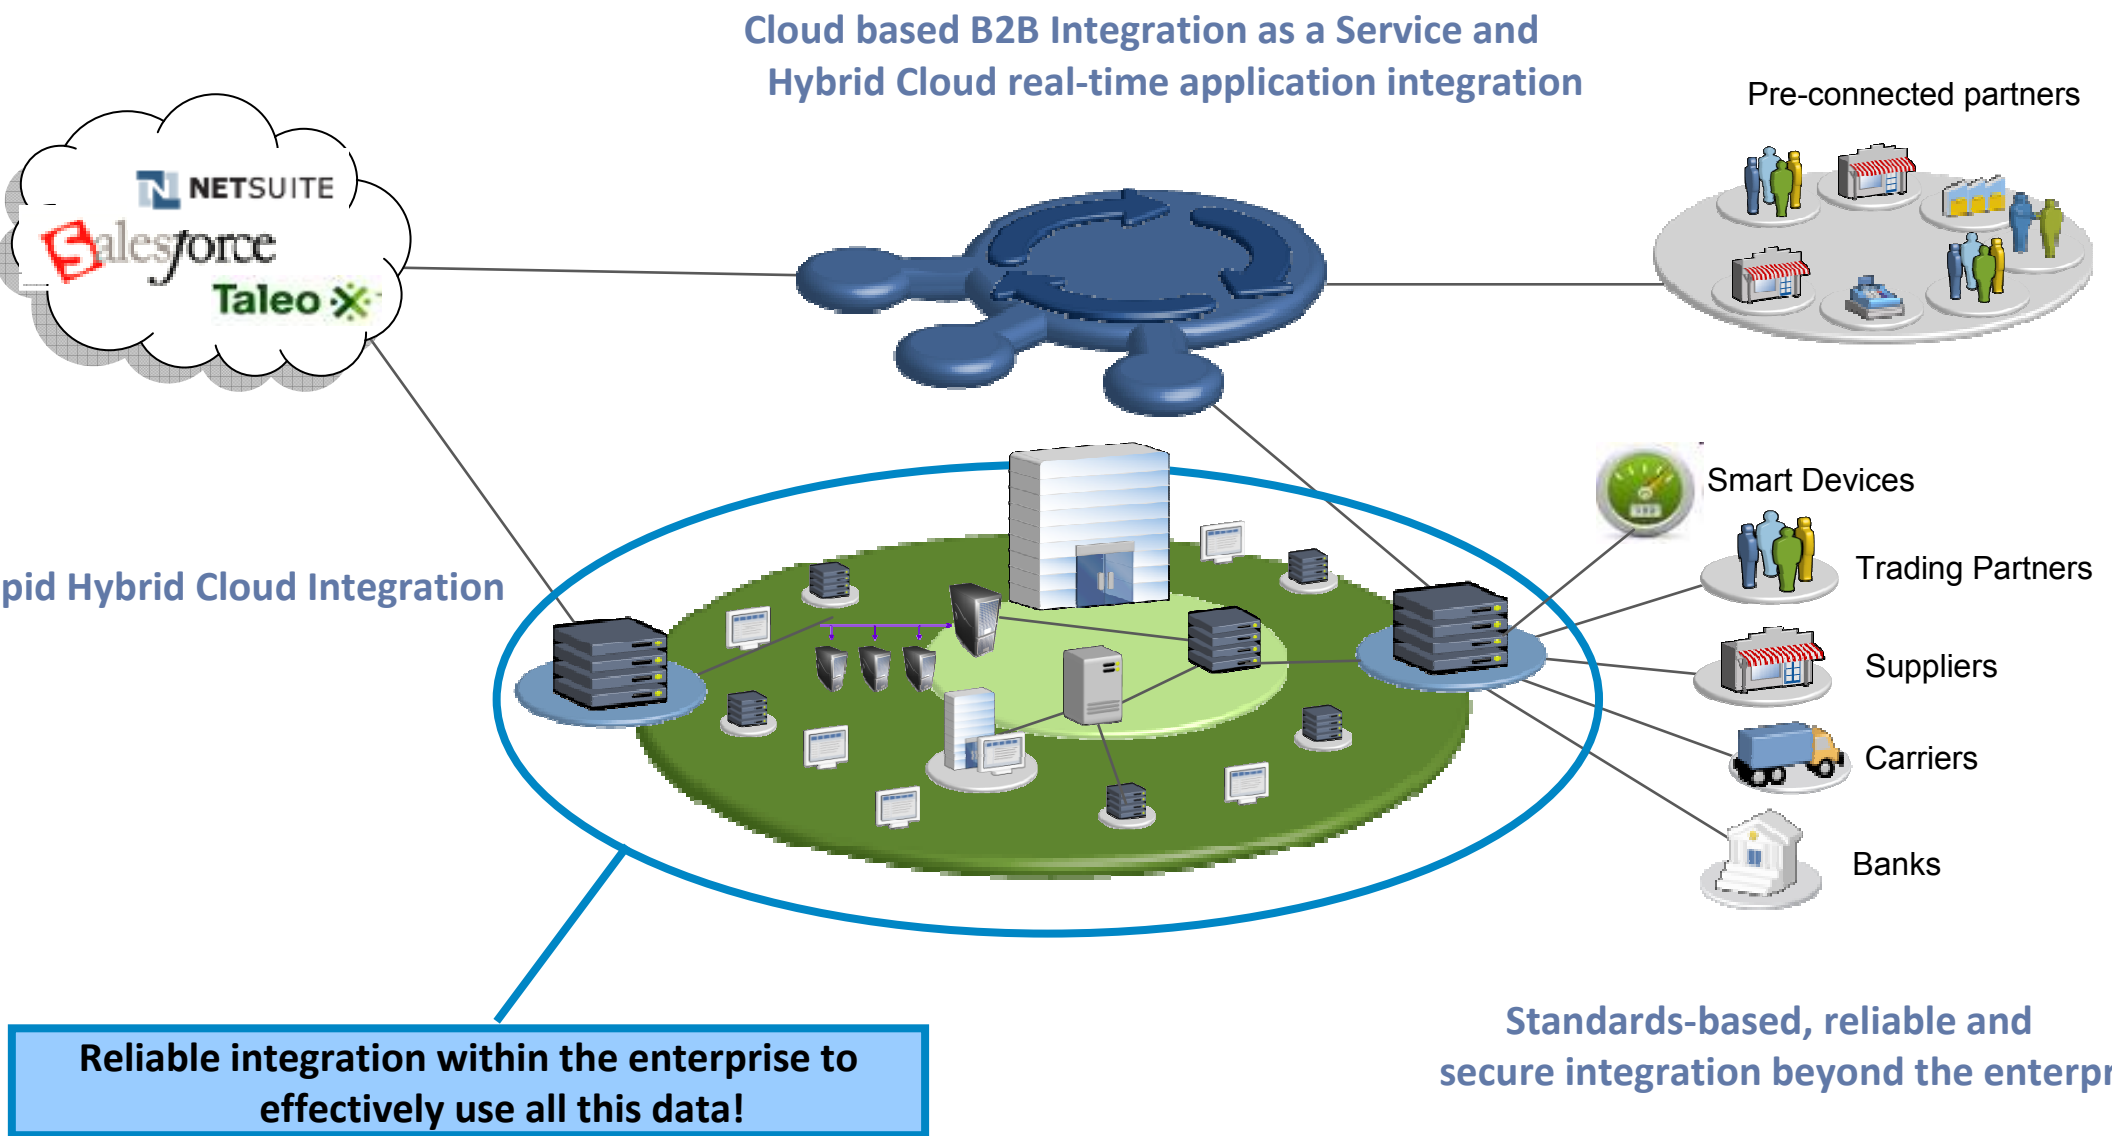 Cloud based B2B Integration as a Service and
Hybrid Cloud real-time application integration
Pre-connected partners
NETSUITE
Salesforce
Taleo
Smart Devices
Trading Partners
pid Hybrid Cloud Integration
Suppliers
Carriers
Banks
Standards-based, reliable and
secure integration beyond the enterpr
Reliable integration within the enterprise to
effectively use all this data!